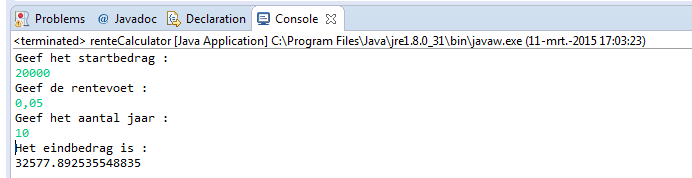 Problems @ Javadoc Declaration Console
<terminated> renteCalculator [Java Application] C:\Program Files\Java\jre1.8.0_31\bin\javaw.exe (11-mrt.-2015 17:03:23)
Geef het startbedrag :
20000
Geef de rentevoet :
0,05
Geef het aantal jaar :
10
Het eindbedrag is :
32577.892535548835